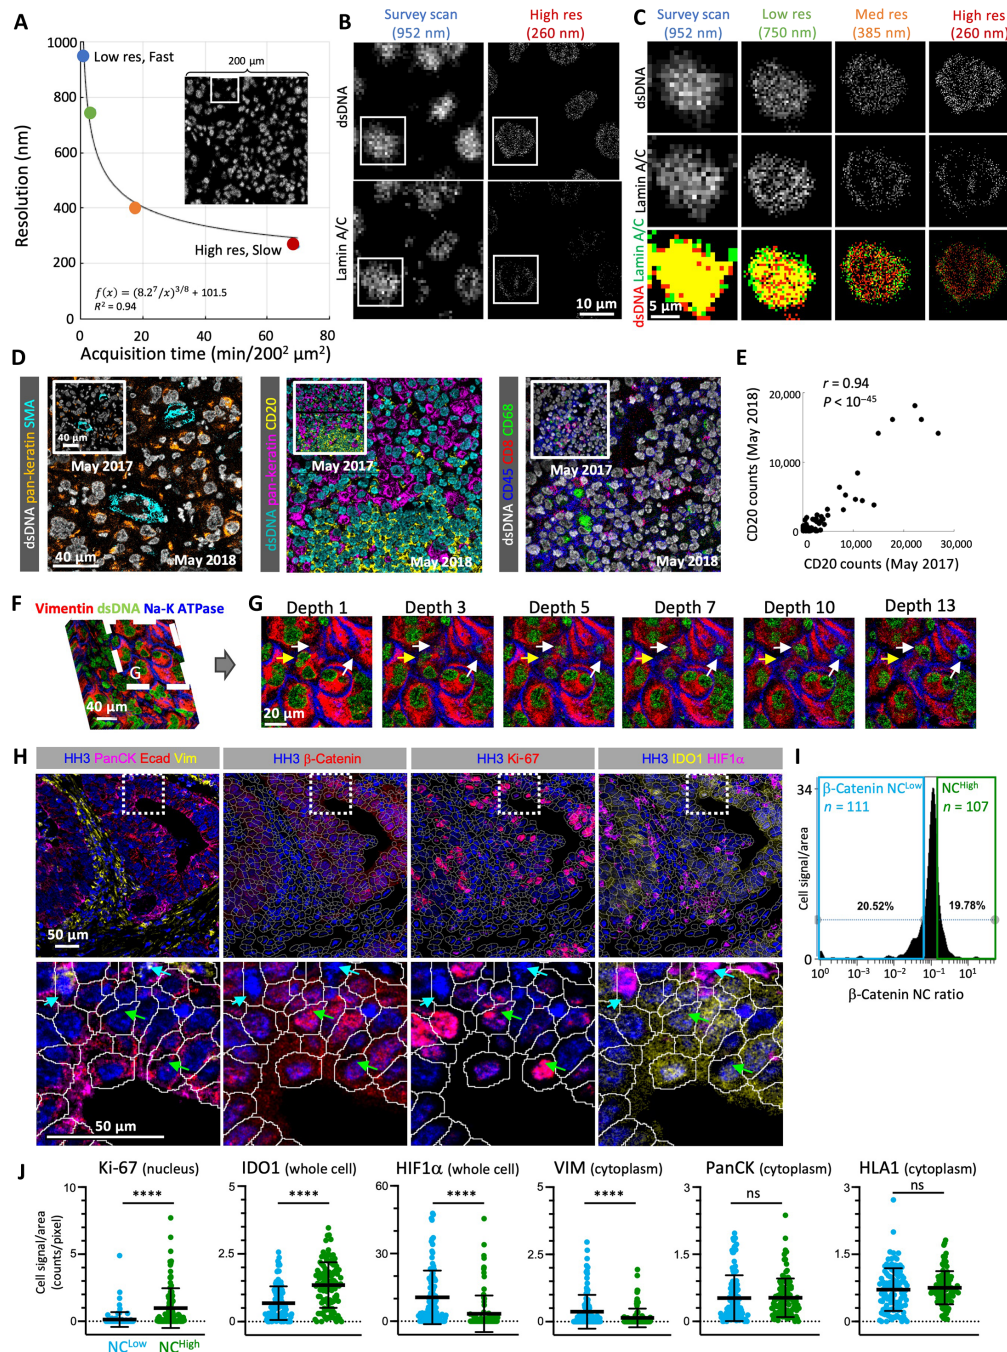 A
Resolution (nm)
1000
800
600
400
200
0
0
20
40
60
80
Acquisition time (min/200² µm²)
Low res, Fast
High res, Slow
200 µm
f(x) = (8.2⁷/x)^3/8 + 101.5
R² = 0.94
B
Survey scan
(952 nm)
High res
(260 nm)
dsDNA
Lamin A/C
10 µm
C
Survey scan
(952 nm)
Low res
(750 nm)
Med res
(385 nm)
High res
(260 nm)
dsDNA
Lamin A/C
dsDNA Lamin A/C
5 µm
D
dsDNA pan-keratin SMA
40 µm
May 2017
40 µm
May 2018
dsDNA pan-keratin CD20
May 2017
May 2018
dsDNA CD45 CD8 CD68
May 2017
May 2018
E
r = 0.94
P < 10⁻⁴⁵
CD20 counts (May 2018)
20,000
10,000
0
0
10,000
20,000
30,000
CD20 counts (May 2017)
F
Vimentin dsDNA Na-K ATPase
G
40 µm
G
Depth 1
Depth 3
Depth 5
Depth 7
Depth 10
Depth 13
20 µm
H
HH3 PanCK Ecad Vim
HH3 β-Catenin
HH3 Ki-67
HH3 IDO1 HIF1α
50 µm
50 µm
I
β-Catenin NC^Low
n = 111
NC^High
n = 107
Cell signal/area
34
0
20.52%
19.78%
10⁰
10⁻³
10⁻²
10⁻¹
10¹
β-Catenin NC ratio
J
Cell signal/area
(counts/pixel)
Ki-67 (nucleus)
****
10
5
0
NC^Low
NC^High
IDO1 (whole cell)
****
5
2.5
0
HIF1α (whole cell)
****
60
30
0
VIM (cytoplasm)
****
5
2.5
0
PanCK (cytoplasm)
ns
3
1.5
0
HLA1 (cytoplasm)
ns
3
1.5
0